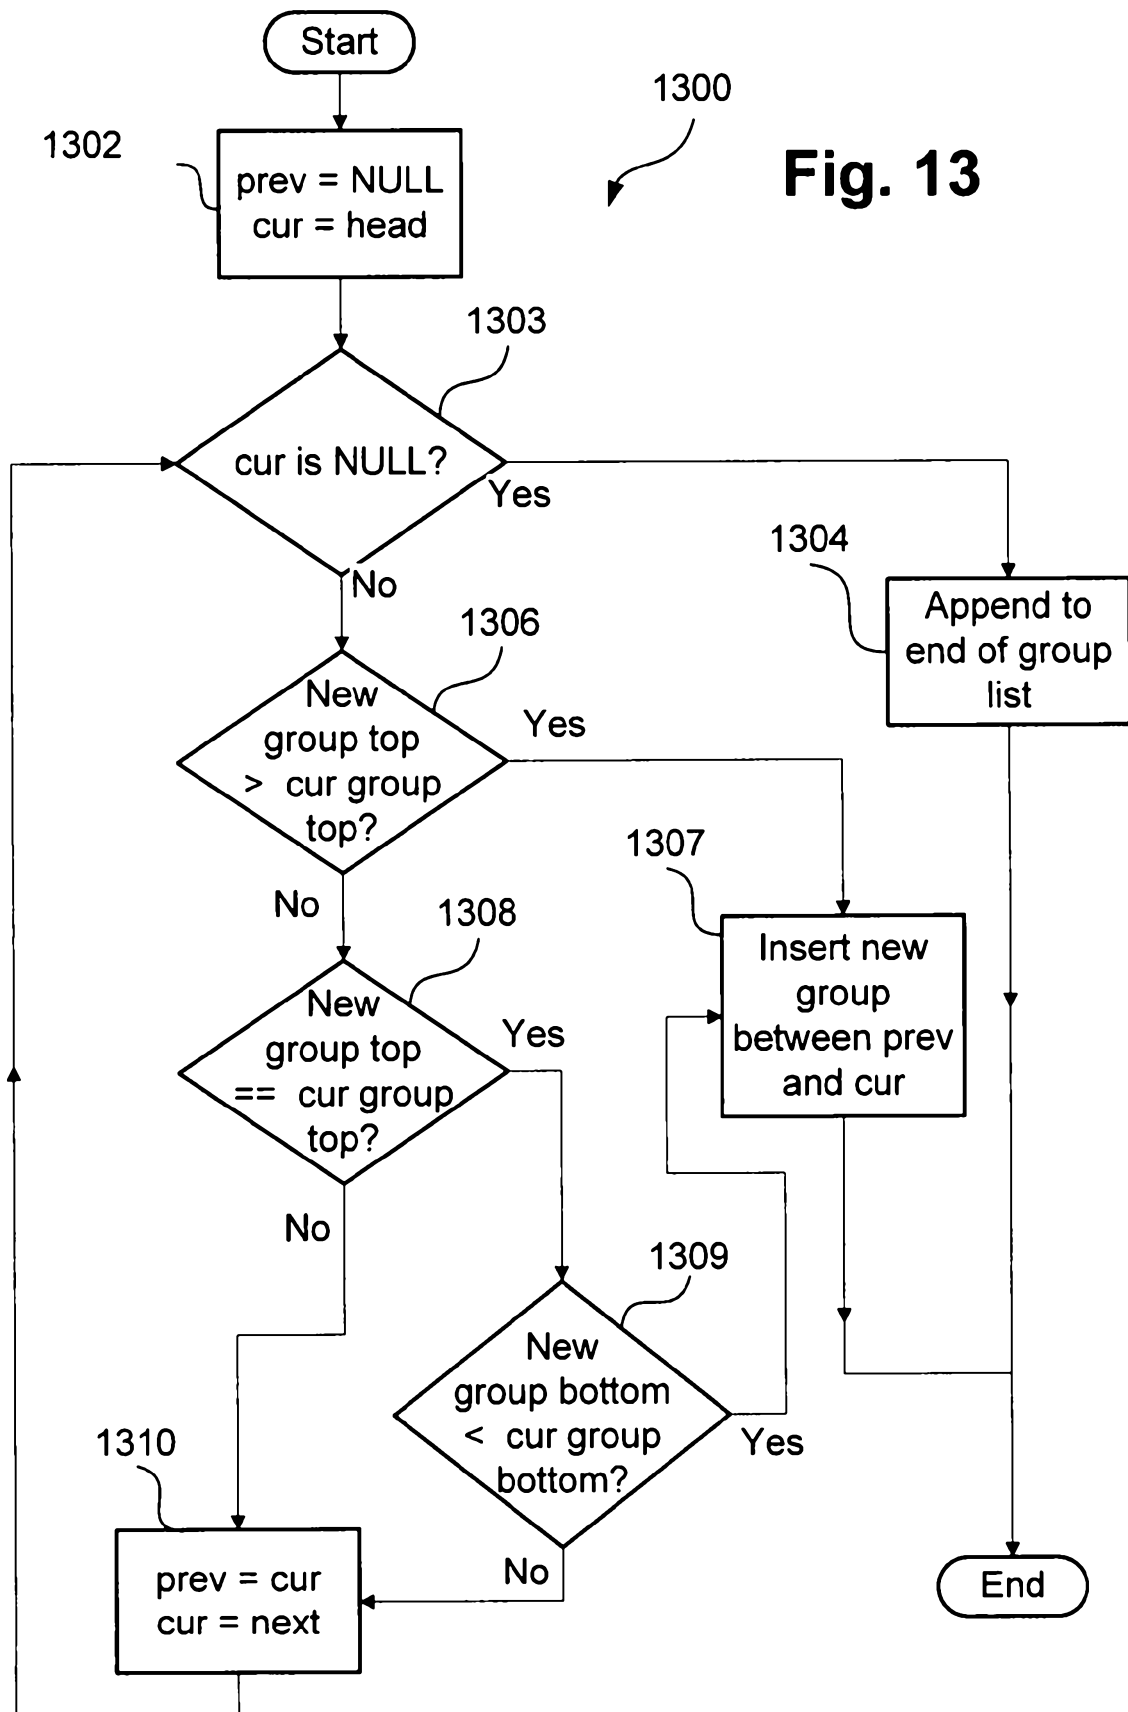 Start
1300
1302
Fig. 13
prev = NULL
cur = head
1303
cur is NULL?
Yes
No
1304
Append to
end of group
list
1306
New
group top
> cur group
top?
Yes
No
1307
Insert new
group
between prev
and cur
1308
New
group top
== cur group
top?
Yes
No
1309
New
group bottom
< cur group
bottom?
Yes
No
1310
prev = cur
cur = next
End